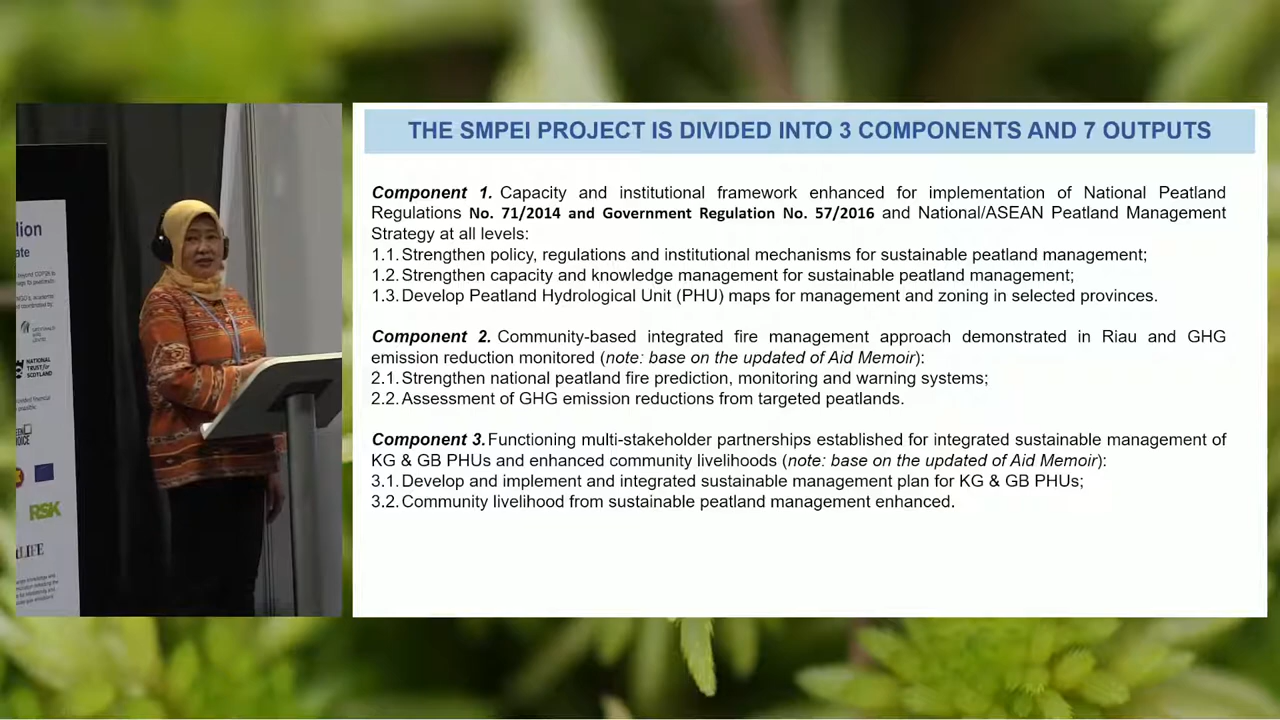 THE SMPEI PROJECT IS DIVIDED INTO 3 COMPONENTS AND 7 OUTPUTS
Component 1. Capacity and institutional framework enhanced for implementation of National Peatland
Regulations No. 71/2014 and Government Regulation No. 57/2016 and National/ASEAN Peatland Management
Strategy at all levels:
1.1. Strengthen policy, regulations and institutional mechanisms for sustainable peatland management;
1.2. Strengthen capacity and knowledge management for sustainable peatland management;
1.3. Develop Peatland Hydrological Unit (PHU) maps for management and zoning in selected provinces.
Component 2. Community-based integrated fire management approach demonstrated in Riau and GHG
emission reduction monitored (note: base on the updated of Aid Memoir):
2.1. Strengthen national peatland fire prediction, monitoring and warning systems;
2.2. Assessment of GHG emission reductions from targeted peatlands.
Component 3. Functioning multi-stakeholder partnerships established for integrated sustainable management of
KG & GB PHUs and enhanced community livelihoods (note: base on the updated of Aid Memoir):
3.1. Develop and implement and integrated sustainable management plan for KG & GB PHUs;
3.2. Community livelihood from sustainable peatland management enhanced.
NATIONAL
TRUST for
SCOTLAND
RSK